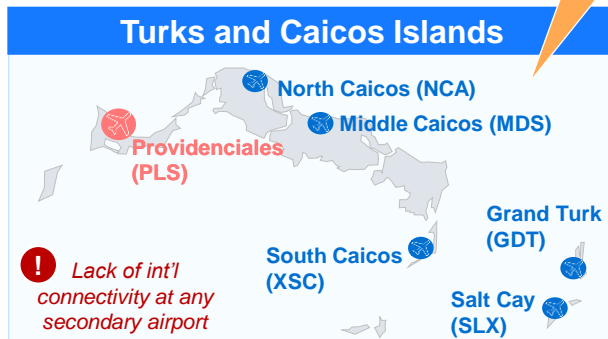 Turks and Caicos Islands
North Caicos (NCA)
Middle Caicos (MDS)
Providenciales
(PLS)
Grand Turk
(GDT)
South Caicos
(XSC)
Salt Cay
(SLX)
!
Lack of int'l
connectivity at any
secondary airport